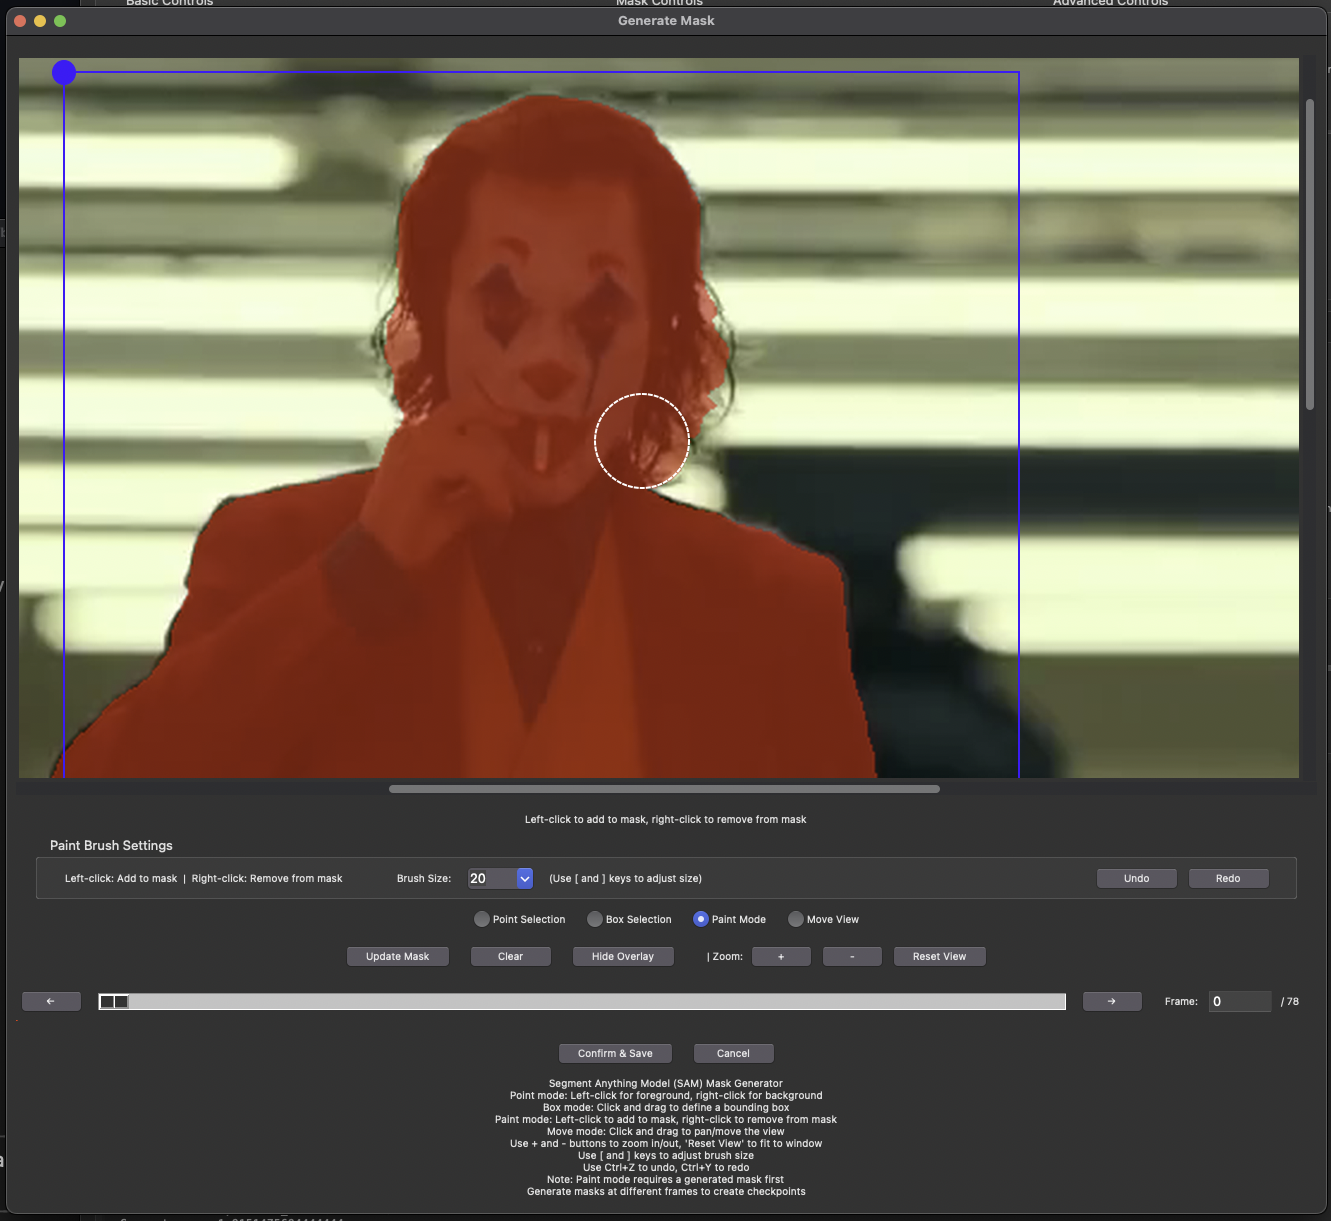 Basic Controls Mask Controls Advanced Controls
Generate Mask
Left-click to add to mask, right-click to remove from mask
Paint Brush Settings
Left-click: Add to mask | Right-click: Remove from mask Brush Size: 20 (Use [ and ] keys to adjust size) Undo Redo
Point Selection Box Selection Paint Mode Move View
Update Mask Clear Hide Overlay | Zoom: + - Reset View
← → Frame: 0 / 78
Confirm & Save Cancel
Segment Anything Model (SAM) Mask Generator
Point mode: Left-click for foreground, right-click for background
Box mode: Click and drag to define a bounding box
Paint mode: Left-click to add to mask, right-click to remove from mask
Move mode: Click and drag to pan/move the view
Use + and - buttons to zoom in/out, 'Reset View' to fit to window
Use [ and ] keys to adjust brush size
Use Ctrl+Z to undo, Ctrl+Y to redo
Note: Paint mode requires a generated mask first
Generate masks at different frames to create checkpoints